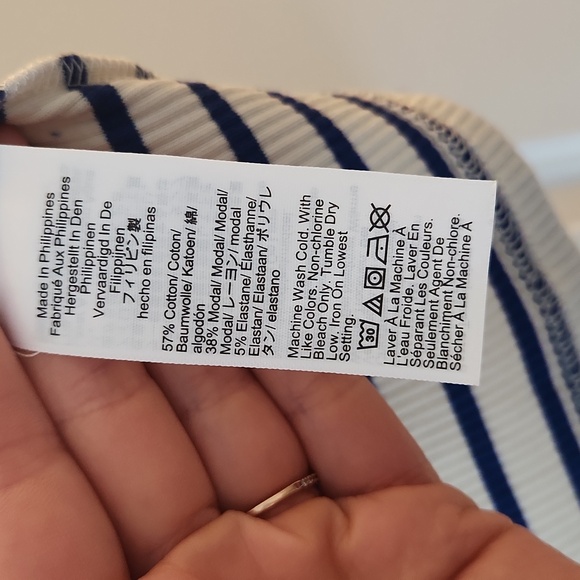 Made In Philippines
Fabriqué Aux Philippines
Hergestellt In Den
Philippinen
Vervaardigd In De
Filippijnen
フィリピン製
hecho en filipinas
57% Cotton/ Coton/
Baumwolle/ Katoen/ 綿/
algodón
38% Modal/ Modal/ Modal/
Modal/ レーヨン/ modal
5% Elastane/ Élasthanne/
Elastan/ Elastaan/ ポリウレ
タン/ elastano
Machine Wash Cold. With
Like Colors. Non-chlorine
Bleach Only. Tumble Dry
Low. Iron On Lowest
Setting.
30
Laver À La Machine À
L'eau Froide. Laver En
Séparant Les Couleurs.
Seulement Agent De
Blanchiment Non-chlore.
Sécher À La Machine À